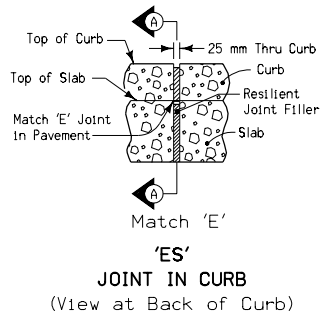 A
Top of Curb
25 mm Thru Curb
Curb
Top of Slab
Resilient
Joint Filler
Match 'E' Joint
in Pavement
Slab
A
Match 'E'
'ES'
JOINT IN CURB
(View at Back of Curb)